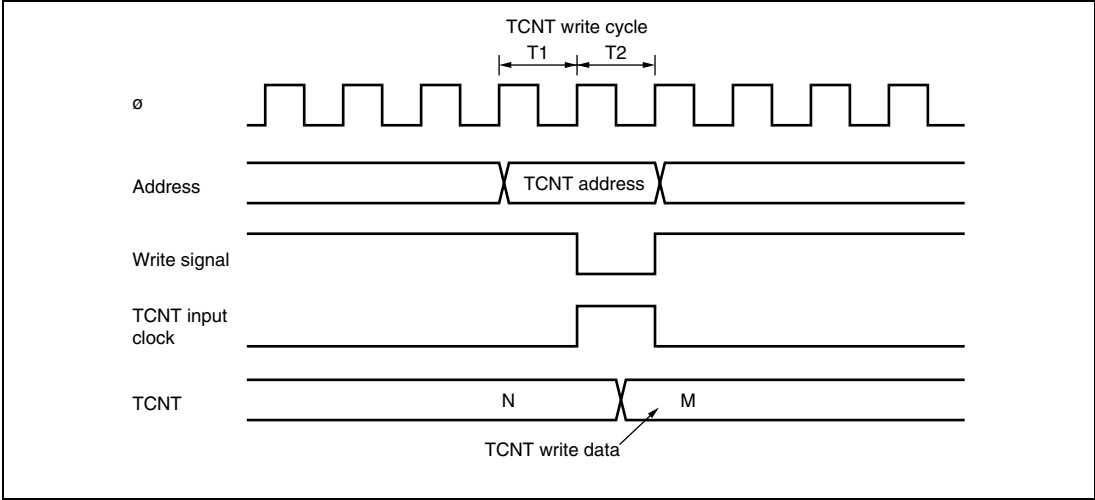 TCNT write cycle
T1 T2
ø
Address
TCNT address
Write signal
TCNT input
clock
TCNT
N
M
TCNT write data